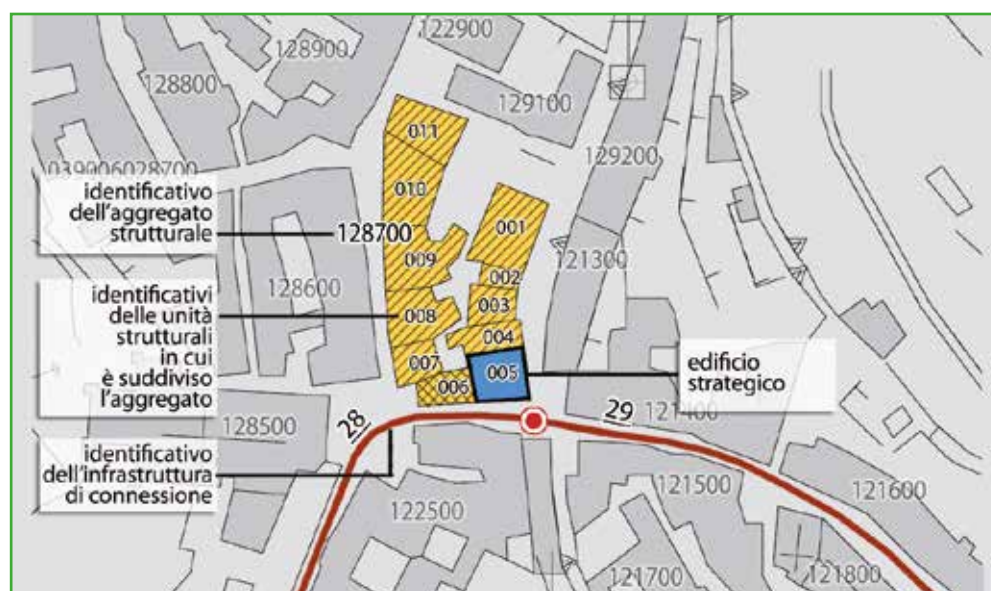 122900
128900
128800
129100
011
129200
039006028700
010
identificativo
dell'aggregato
strutturale
128700
001
009
121300
002
128600
identificativi
delle unità
strutturali
in cui
è suddiviso
l'aggregato
003
008
004
007
005
006
edificio
strategico
121400
29
28
128500
identificativo
dell'infrastruttura
di connessione
121500
121600
122500
121700
121800